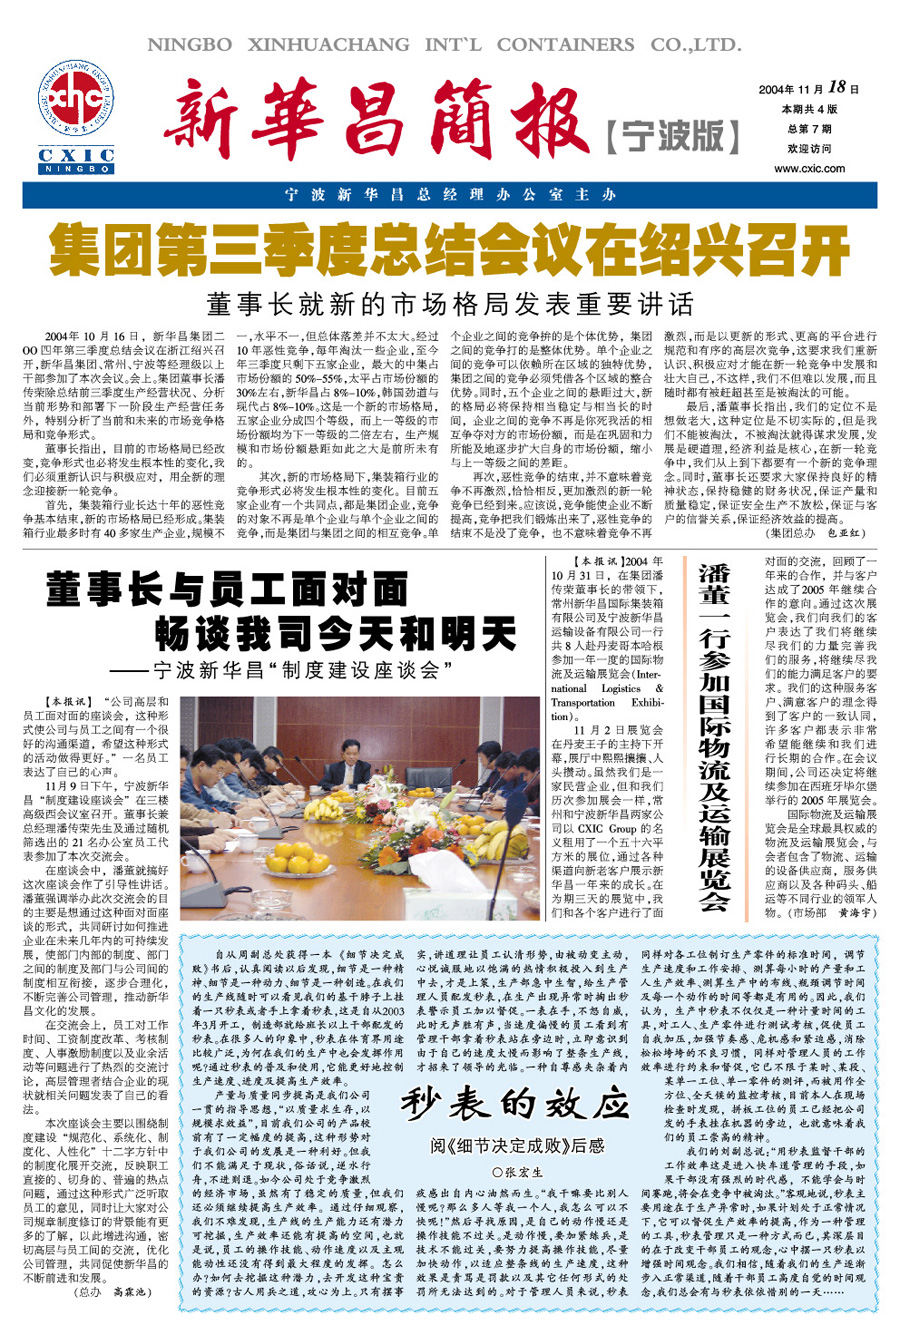 NINGBO XINHUACHANG INT`L CONTAINERS CO.,LTD.
XINHUACHANG GROUP LIMITED
xhc
新华昌
CXIC
NINGBO
新華昌簡报
【宁波版】
2004年 11 月 18 日
本期共 4 版
总第 7 期
欢迎访问
www.cxic.com
宁波新华昌总经理办公室主办
集团第三季度总结会议在绍兴召开
董事长就新的市场格局发表重要讲话
2004年 10 月 16 日，新华昌集团二
OO 四年第三季度总结会议在浙江绍兴召
开,新华昌集团、常州、宁波等经理级以上
干部参加了本次会议。会上,集团董事长潘
传荣除总结前三季度生产经营状况、分析
当前形势和部署下一阶段生产经营任务
外，特别分析了当前和未来的市场竞争格
局和竞争形式。
董事长指出，目前的市场格局已经改
变,竞争形式也必将发生根本性的变化,我
们必须重新认识与积极应对，用全新的理
念迎接新一轮竞争。
首先，集装箱行业长达十年的恶性竞
争基本结束,新的市场格局已经形成。集装
箱行业最多时有 40 多家生产企业,规模不
一,水平不一,但总体落差并不太大。经过
10 年恶性竞争,每年淘汰一些企业,至今
年三季度只剩下五家企业，最大的中集占
市场份额的 50%-55%,太平占市场份额的
30%左右,新华昌占 8%-10%,韩国劲道与
现代占 8%-10%。这是一个新的市场格局,
五家企业分成四个等级，而上一等级的市
场份额均为下一等级的二倍左右，生产规
模和市场份额悬距如此之大是前所未有
的。
其次,新的市场格局下,集装箱行业的
竞争形式必将发生根本性的变化。目前五
家企业有一个共同点,都是集团企业,竞争
的对象不再是单个企业与单个企业之间的
竞争,而是集团与集团之间的相互竞争。单
个企业之间的竞争拚的是个体优势，集团
之间的竞争打的是整体优势。单个企业之
间的竞争可以依赖所在区域的独特优势,
集团之间的竞争必须凭借各个区域的整合
优势。同时,五个企业之间的悬距过大,新
的格局必将保持相当稳定与相当长的时
间，企业之间的竞争不再是你死我活的相
互争夺对方的市场份额，而是在巩固和力
所能及地逐步扩大自身的市场份额，缩小
与上一等级之间的差距。
再次,恶性竞争的结束,并不意味着竞
争不再激烈,恰恰相反,更加激烈的新一轮
竞争已经到来。应该说,竞争能使企业不断
提高,竞争把我们锻炼出来了,恶性竞争的
结束不是没了竞争，也不意味着竞争不再
激烈,而是以更新的形式、更高的平台进行
规范和有序的高层次竞争,这要求我们重新
认识、积极应对才能在新一轮竞争中发展和
壮大自己,不这样,我们不但难以发展,而且
随时都有被赶超甚至是被淘汰的可能。
最后,潘董事长指出,我们的定位不是
想做老大,这种定位是不切实际的,但是我
们不能被淘汰，不被淘汰就得谋求发展,发
展是硬道理,经济利益是核心,在新一轮竞
争中,我们从上到下都要有一个新的竞争理
念。同时,董事长还要求大家保持良好的精
神状态,保持稳健的财务状况,保证产量和
质量稳定,保证安全生产不放松,保证与客
户的信誉关系,保证经济效益的提高。
(集团总办 包亚红)
董事长与员工面对面
畅谈我司今天和明天
——宁波新华昌“制度建设座谈会”
【本报讯】 “公司高层和
员工面对面的座谈会，这种形
式使公司与员工之间有一个很
好的沟通渠道，希望这种形式
的活动做得更好。”一名员工
表达了自己的心声。
11月9日下午，宁波新华
昌“制度建设座谈会”在三楼
高级西会议室召开。董事长兼
总经理潘传荣先生及通过随机
筛选出的 21 名办公室员工代
表参加了本次交流会。
在座谈会中，潘董就搞好
这次座谈会作了引导性讲话。
潘董强调举办此次交流会的目
的主要是想通过这种面对面座
谈的形式，共同研讨如何推进
企业在未来几年内的可持续发
展，使部门内部的制度、部门
之间的制度及部门与公司间的
制度相互衔接，逐步合理化，
不断完善公司管理，推动新华
昌文化的发展。
在交流会上，员工对工作
时间、工资制度改革、考核制
度、人事激励制度以及业余活
动等问题进行了热烈的交流讨
论，高层管理者结合企业的现
状就相关问题发表了自己的看
法。
本次座谈会主要以围绕制
度建设“规范化、系统化、制
度化、人性化”十二字方针中
的制度化展开交流，反映职工
直接的、切身的、普遍的热点
问题，通过这种形式广泛听取
员工的意见，同时让大家对公
司规章制度修订的背景能有更
多的了解，以此增进沟通，密
切高层与员工间的交流，优化
公司管理，共同促使新华昌的
不断前进和发展。
(总办 高霖池)
【本报讯】2004 年
10 月 31 日，在集团潘
传荣董事长的带领下，
常州新华昌国际集装箱
有限公司及宁波新华昌
运输设备有限公司一行
共 8 人赴丹麦哥本哈根
参加一年一度的国际物
流及运输展览会(Inter-
national Logistics &
Transportation Exhibi-
tion)。
11 月 2 日展览会
在丹麦王子的主持下开
幕,展厅中熙熙攘攘、人
头攒动。虽然我们是一
家民营企业,但和我们
历次参加展会一样,常
州和宁波新华昌两家公
司以 CXIC Group 的名
义租用了一个五十六平
方米的展位,通过各种
渠道向新老客户展示新
华昌一年来的成长。在
为期三天的展览中,我
们和各个客户进行了面
潘董一行参加国际物流及运输展览会
对面的交流，回顾了一
年来的合作，并与客户
达成了2005 年继续合
作的意向。通过这次展
览会,我们向我们的客
户表达了我们将继续
尽我们的力量完善我
们的服务,将继续尽我
们的能力满足客户的要
求。我们的这种服务客
户、满意客户的理念得
到了客户的一致认同，
许多客户都表示非常
希望能继续和我们进
行长期的合作。在会议
期间,公司还决定将继
续参加在西班牙毕尔堡
举行的 2005 年展览会。
国际物流及运输展
览会是全球最具权威的
物流及运输展览会,与
会者包含了物流、运输
的设备供应商，服务供
应商以及各种码头、船
运等不同行业的领军人
物。(市场部 黄海宇)
自从周副总处获得一本《细节决定成
败》书后,认真阅读以后发现,细节是一种精
神、细节是一种动力、细节是一种创造。在我们
的生产线随时可以看见我们的基干脖子上挂
着一只秒表或者手上拿着秒表,这是自从2003
年3月开工，制造部就给班长以上干部配发的
秒表。在很多人的印象中，秒表在体育界用途
比较广泛,为何在我们的生产中也会发挥作用
呢?通过秒表的普及和使用,它能更好地控制
生产速度、进度及提高生产效率。
产量与质量同步提高是我们公司
一贯的指导思想,“以质量求生存,以
规模求效益”,目前我们公司的产品较
前有了一定幅度的提高,这种形势对
于我们公司的发展是一种利好。但我
们不能满足于现状,俗话说,逆水行
舟,不进则退。如今公司处于竞争激烈
的经济市场,虽然有了稳定的质量,但我们
还必须继续提高生产效率。通过仔细观察,
我们不难发现,生产线的生产能力还有潜力
可挖掘,生产效率还能有提高的空间,也就
是说,员工的操作技能、动作速度以及主观
能动性还没有得到最大程度的发挥。怎么
办?如何去挖掘这种潜力,去开发这种宝贵
的资源?古人用兵之道,攻心为上。只有摆事
实,讲道理让员工认清形势,由被动变主动,
心悦诚服地以饱满的热情积极投入到生产
中去,才是上策,生产部急中生智,给生产管
理人员配发秒表,在生产出现异常时掏出秒
表警示员工加以督促。一表在手,不怒自威,
此时无声胜有声,当速度偏慢的员工看到有
管理干部拿着秒表站在旁边时,立即意识到
由于自己的速度太慢而影响了整条生产线,
才招来了领导的光临。一种自尊感夹杂着内
秒表的效应
阅《细节决定成败》后感
○张宏生
疚感出自内心油然而生。“我干嘛要比别人
慢呢?那么多人等我一个人,我怎么可以不
快呢!”然后寻找原因,是自己的动作慢还是
操作技能不过关。是动作慢,要加紧练兵,是
技术不能过关,要努力提高操作技能,尽量
加快动作,以适应整条线的生产速度,这种
效果是责骂是罚款以及其它任何形式的处
罚所无法达到的。对于管理人员来说,秒表
同样对各工位制订生产零件的标准时间，调节
生产速度和工作安排、测算每小时的产量和工
人生产效率、测算生产中的布线、瓶颈调节时间
及每一个动作的时间等都是有用的。因此,我们
认为，生产中秒表不仅仅是一种计量时间的工
具,对工人、生产零件进行测试考核,促使员工
自我加压,加强节奏感、危机感和紧迫感,消除
松松垮垮的不良习惯，同样对管理人员的工作
效率进行约束和督促,它已不限于某时、某段、
某单一工位、单一零件的测评,而被用作全
方位、全天候的监控考核,目前本人在现场
检查时发现，拼板工位的员工已经把公司
发的手表挂在机器的旁边，也就意味着我
们的员工崇高的精神。
我们的刘副总说:“用秒表监督干部的
工作效率这是进入快车道管理的手段,如
果干部没有强烈的时代感，不能学会与时
间赛跑,将会在竞争中被淘汰。”客观地说,秒表主
要用途在于生产异常时,如果计划处于正常情况
下,它可以督促生产效率的提高,作为一种管理
的工具,秒表管理只是一种方式而已,其深层目
的在于改变干部员工的观念,心中摆一只秒表以
增强时间观念。我们相信,随着我们的生产逐渐
步入正常渠道,随着干部员工高度自觉的时间观
念,我们总会有与秒表依依惜别的一天……